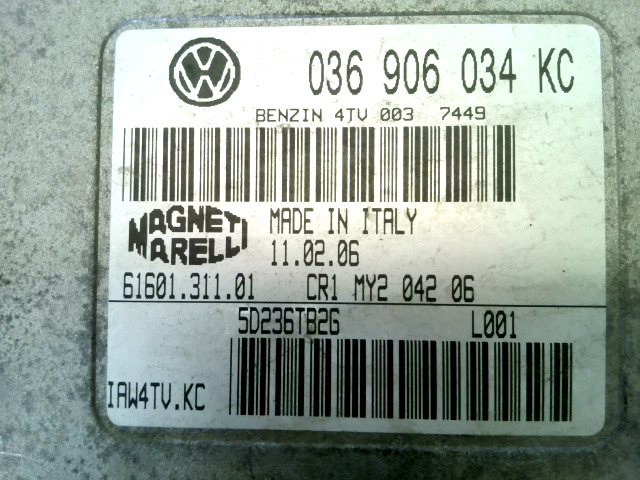 036 906 034 KC
BENZIN 4TV 003 7449
MAGNETI MADE IN ITALY
MARELLI 11.02.06
61601.311.01 CR1 MY2 042 06
5D236TB2G L001
IAW4TV.KC